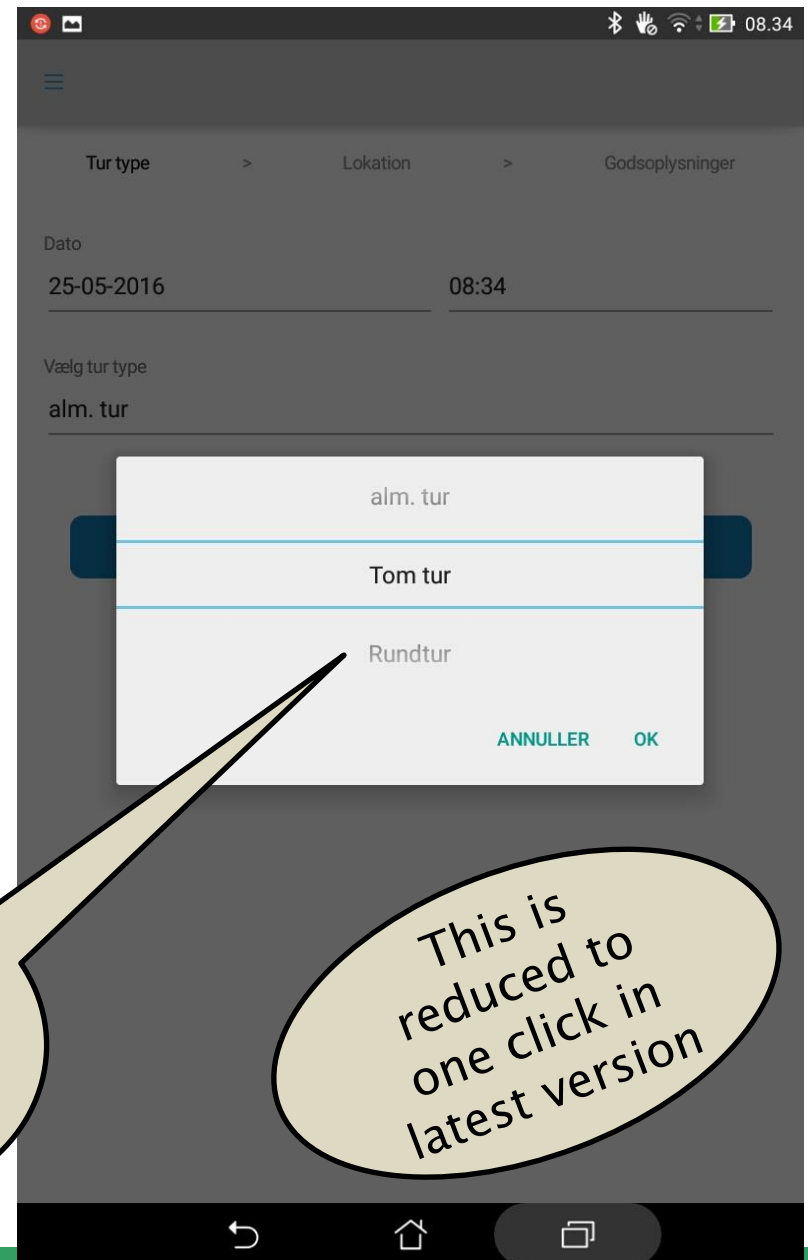 08.34
Tur type > Lokation > Godsoplysninger
Dato
25-05-2016 08:34
Vælg tur type
alm. tur
alm. tur
Tom tur
Rundtur
ANNULLER OK
This is
reduced to
one click in
latest version